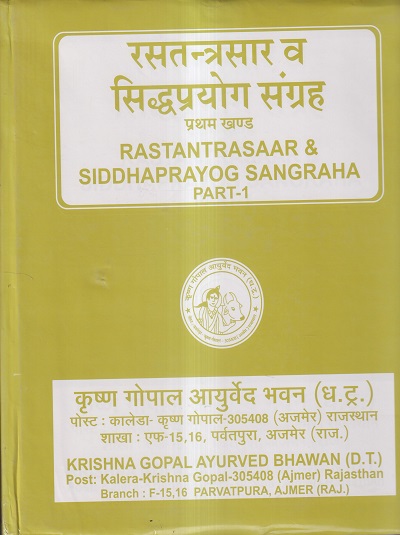 रसतन्त्रसार व
सिद्धप्रयोग संग्रह
प्रथम खण्ड
RASTANTRASAAR &
SIDDHAPRAYOG SANGRAHA
PART-1
कृष्ण गोपाल आयुर्वेद भवन (ध.ट्र.)
कृष्ण गोपाल आयुर्वेद भवन (ध.ट्र.)
पोस्ट : कालेडा- कृष्ण गोपाल-305408 (अजमेर) राजस्थान
शाखा : एफ-15,16, पर्वतपुरा, अजमेर (राज.)
KRISHNA GOPAL AYURVED BHAWAN (D.T.)
Post: Kalera-Krishna Gopal-305408 (Ajmer) Rajasthan
Branch : F-15,16 PARVATPURA, AJMER (RAJ.)